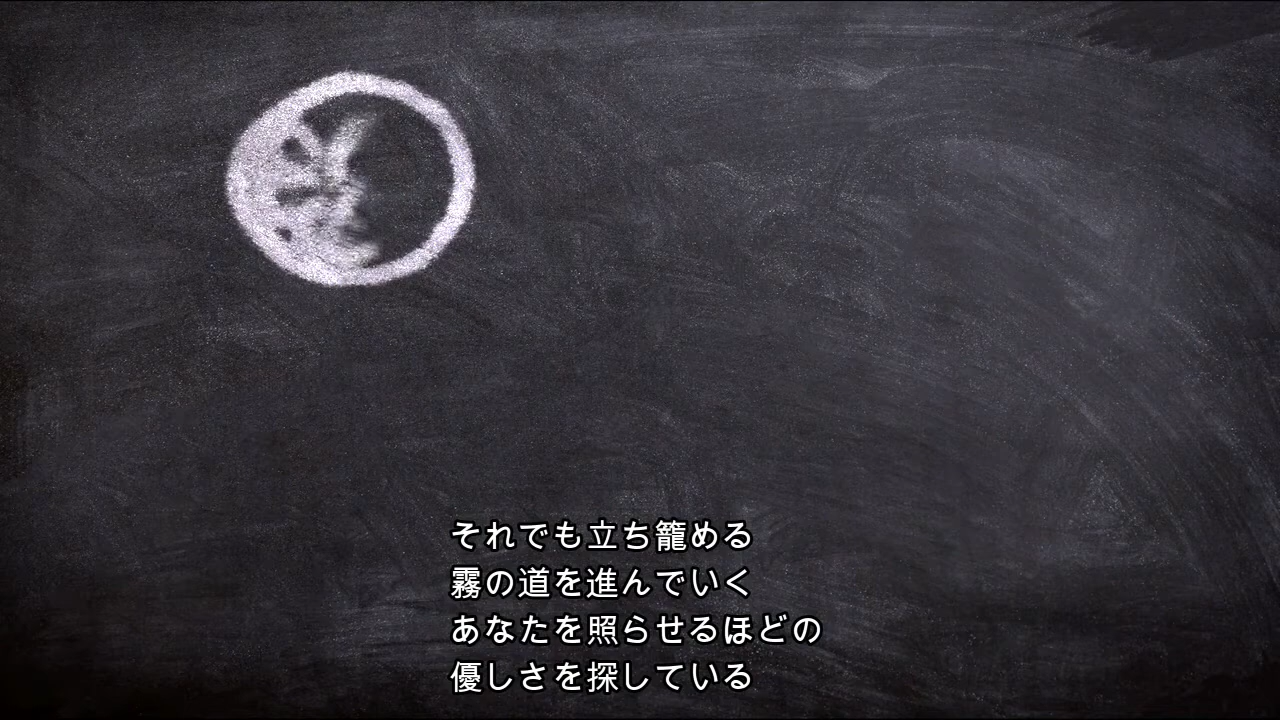 それでも立ち籠める
霧の道を進んでいく
あなたを照らせるほどの
優しさを探している